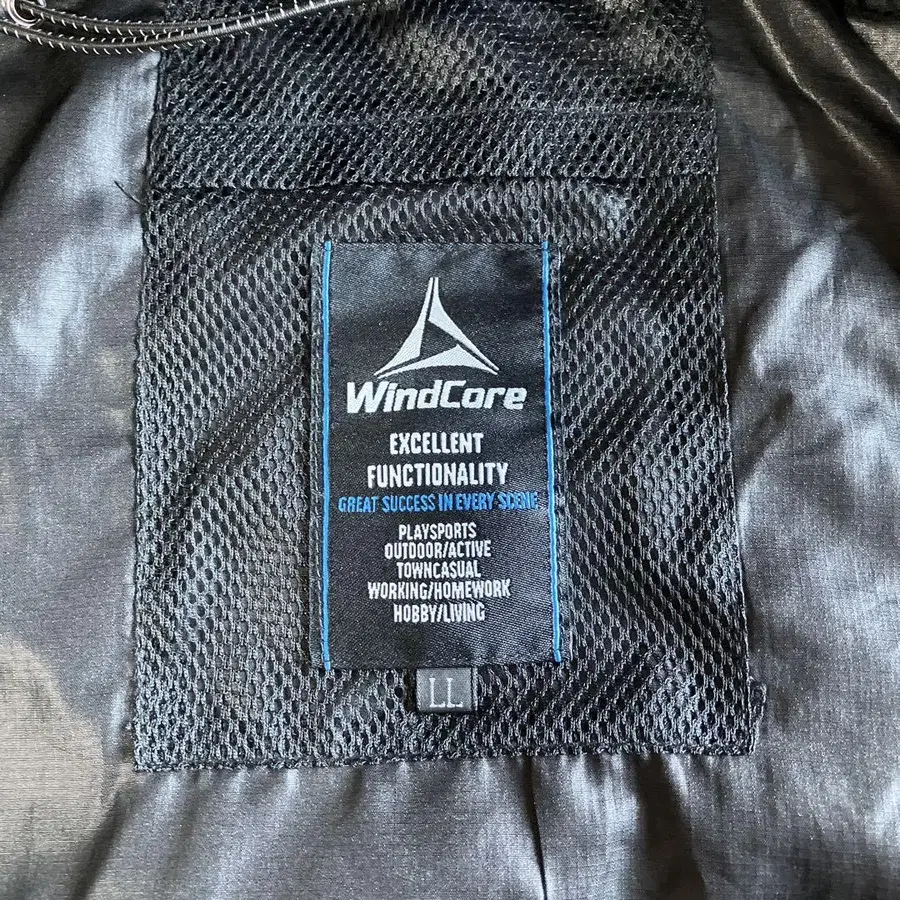 WindCore
EXCELLENT
FUNCTIONALITY
GREAT SUCCESS IN EVERY SCENE
PLAYSPORTS
OUTDOOR/ACTIVE
TOWNCASUAL
WORKING/HOMEWORK
HOBBY/LIVING
LL